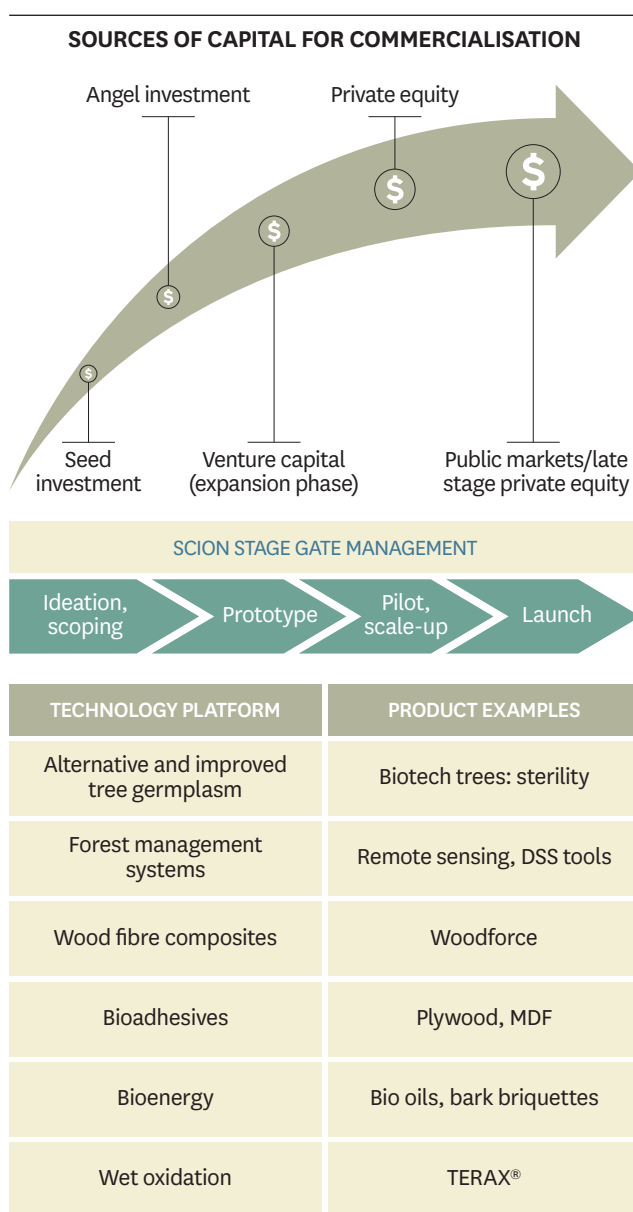 SOURCES OF CAPITAL FOR COMMERCIALISATION
Angel investment
Private equity
$
$
$
$
$
Seed
investment
Venture capital
(expansion phase)
Public markets/late
stage private equity
SCION STAGE GATE MANAGEMENT
Ideation,
scoping
Prototype
Pilot,
scale-up
Launch
TECHNOLOGY PLATFORM
PRODUCT EXAMPLES
Alternative and improved
tree germplasm
Biotech trees: sterility
Forest management
systems
Remote sensing, DSS tools
Wood fibre composites
Woodforce
Bioadhesives
Plywood, MDF
Bioenergy
Bio oils, bark briquettes
Wet oxidation
TERAX®